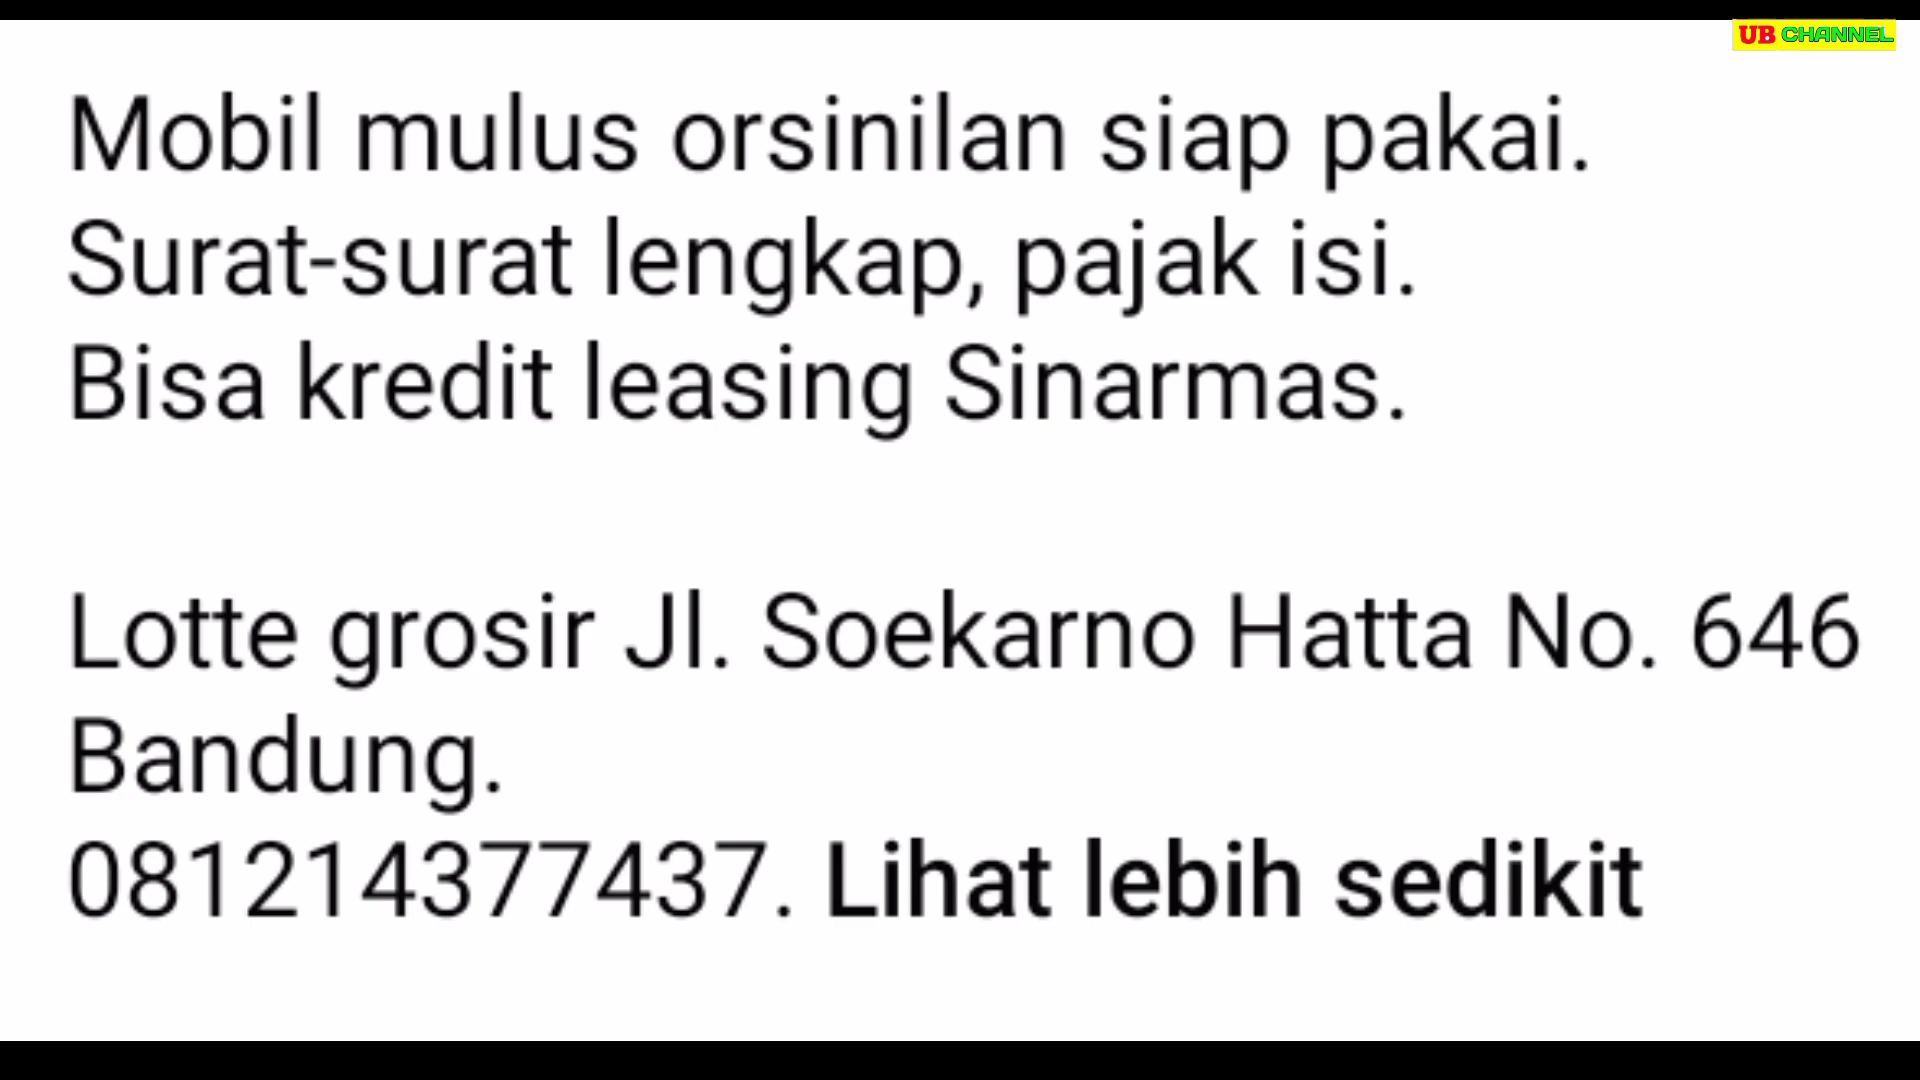 UB CHANNEL
Mobil mulus orsinilan siap pakai.
Surat-surat lengkap, pajak isi.
Bisa kredit leasing Sinarmas.
Lotte grosir Jl. Soekarno Hatta No. 646
Bandung.
081214377437. Lihat lebih sedikit